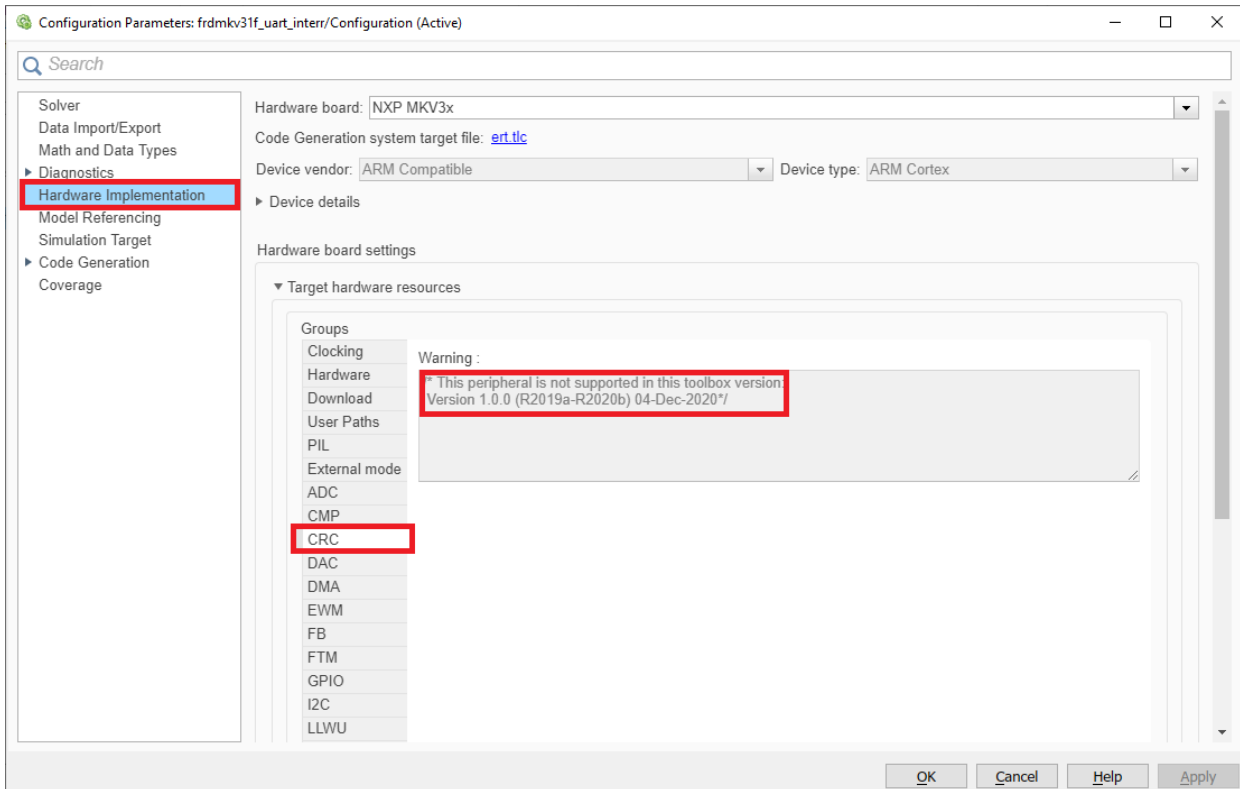 Configuration Parameters: frdmkv31f_uart_interr/Configuration (Active)
Search
Solver
Data Import/Export
Math and Data Types
Diagnostics
Hardware Implementation
Model Referencing
Simulation Target
Code Generation
Coverage
Hardware board: NXP MKV3x
Code Generation system target file: ert.tlc
Device vendor: ARM Compatible Device type: ARM Cortex
Device details
Hardware board settings
Target hardware resources
Groups
Clocking
Hardware
Download
User Paths
PIL
External mode
ADC
CMP
CRC
DAC
DMA
EWM
FB
FTM
GPIO
I2C
LLWU
Warning :
/* This peripheral is not supported in this toolbox version:
Version 1.0.0 (R2019a-R2020b) 04-Dec-2020*/
OK Cancel Help Apply